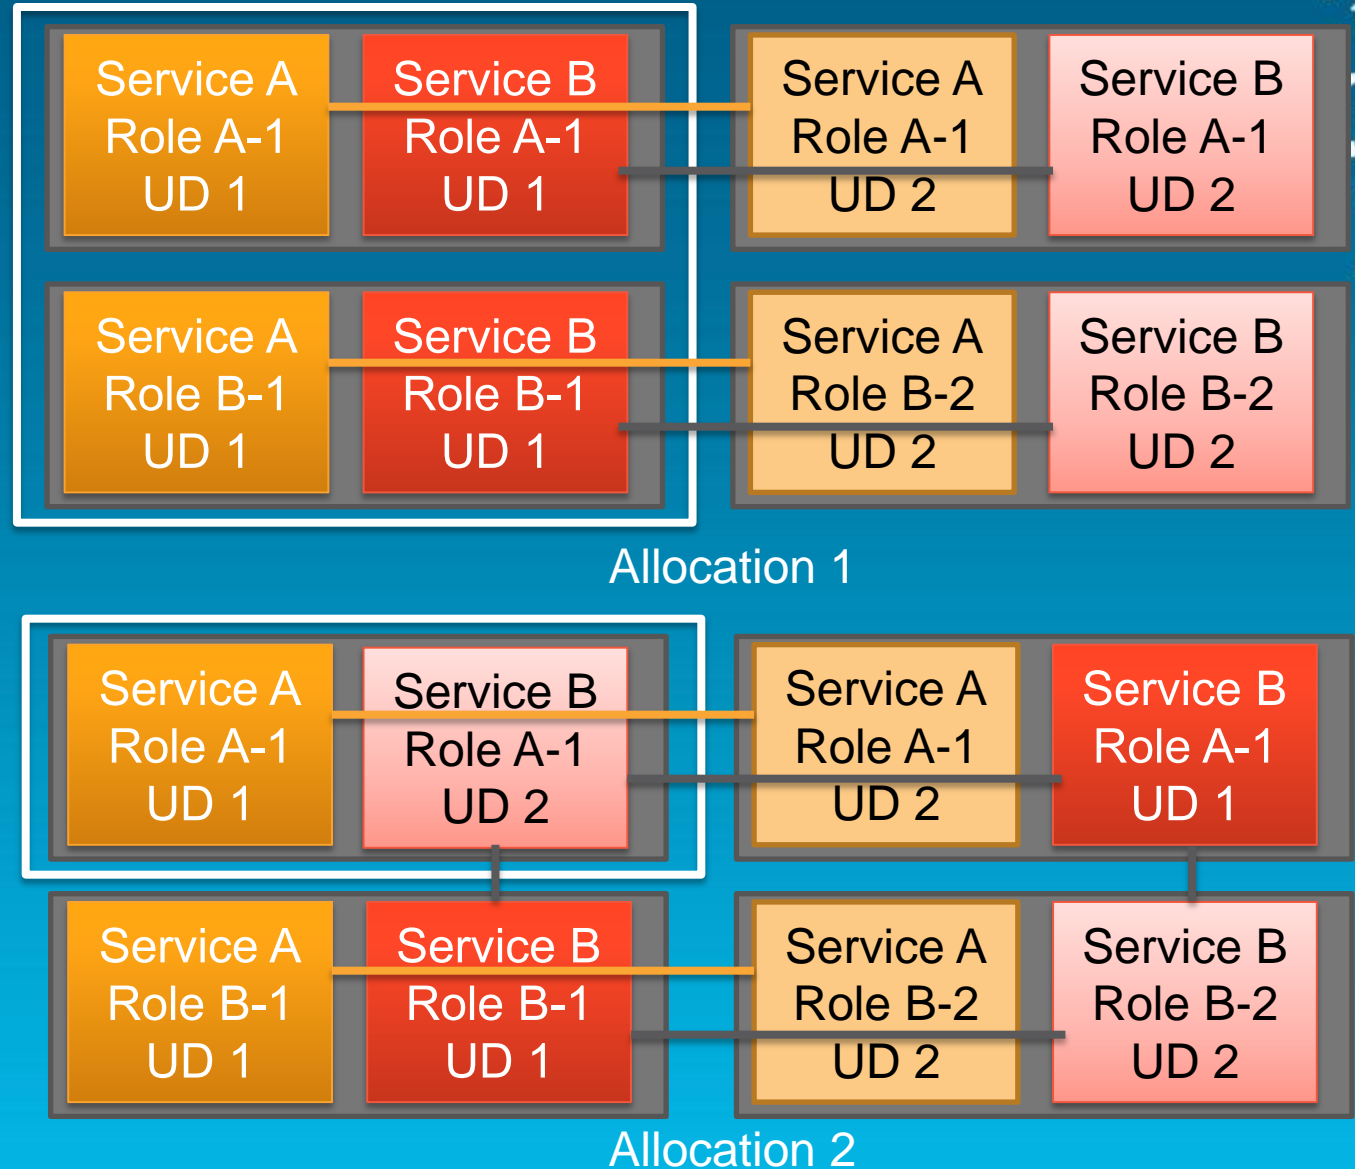 Service A
Role A-1
UD 1
Service B
Role A-1
UD 1
Service A
Role A-1
UD 2
Service B
Role A-1
UD 2
Service A
Role B-1
UD 1
Service B
Role B-1
UD 1
Service A
Role B-2
UD 2
Service B
Role B-2
UD 2
Allocation 1
Service A
Role A-1
UD 1
Service B
Role A-1
UD 2
Service A
Role A-1
UD 2
Service B
Role A-1
UD 1
Service A
Role B-1
UD 1
Service B
Role B-1
UD 1
Service A
Role B-2
UD 2
Service B
Role B-2
UD 2
Allocation 2